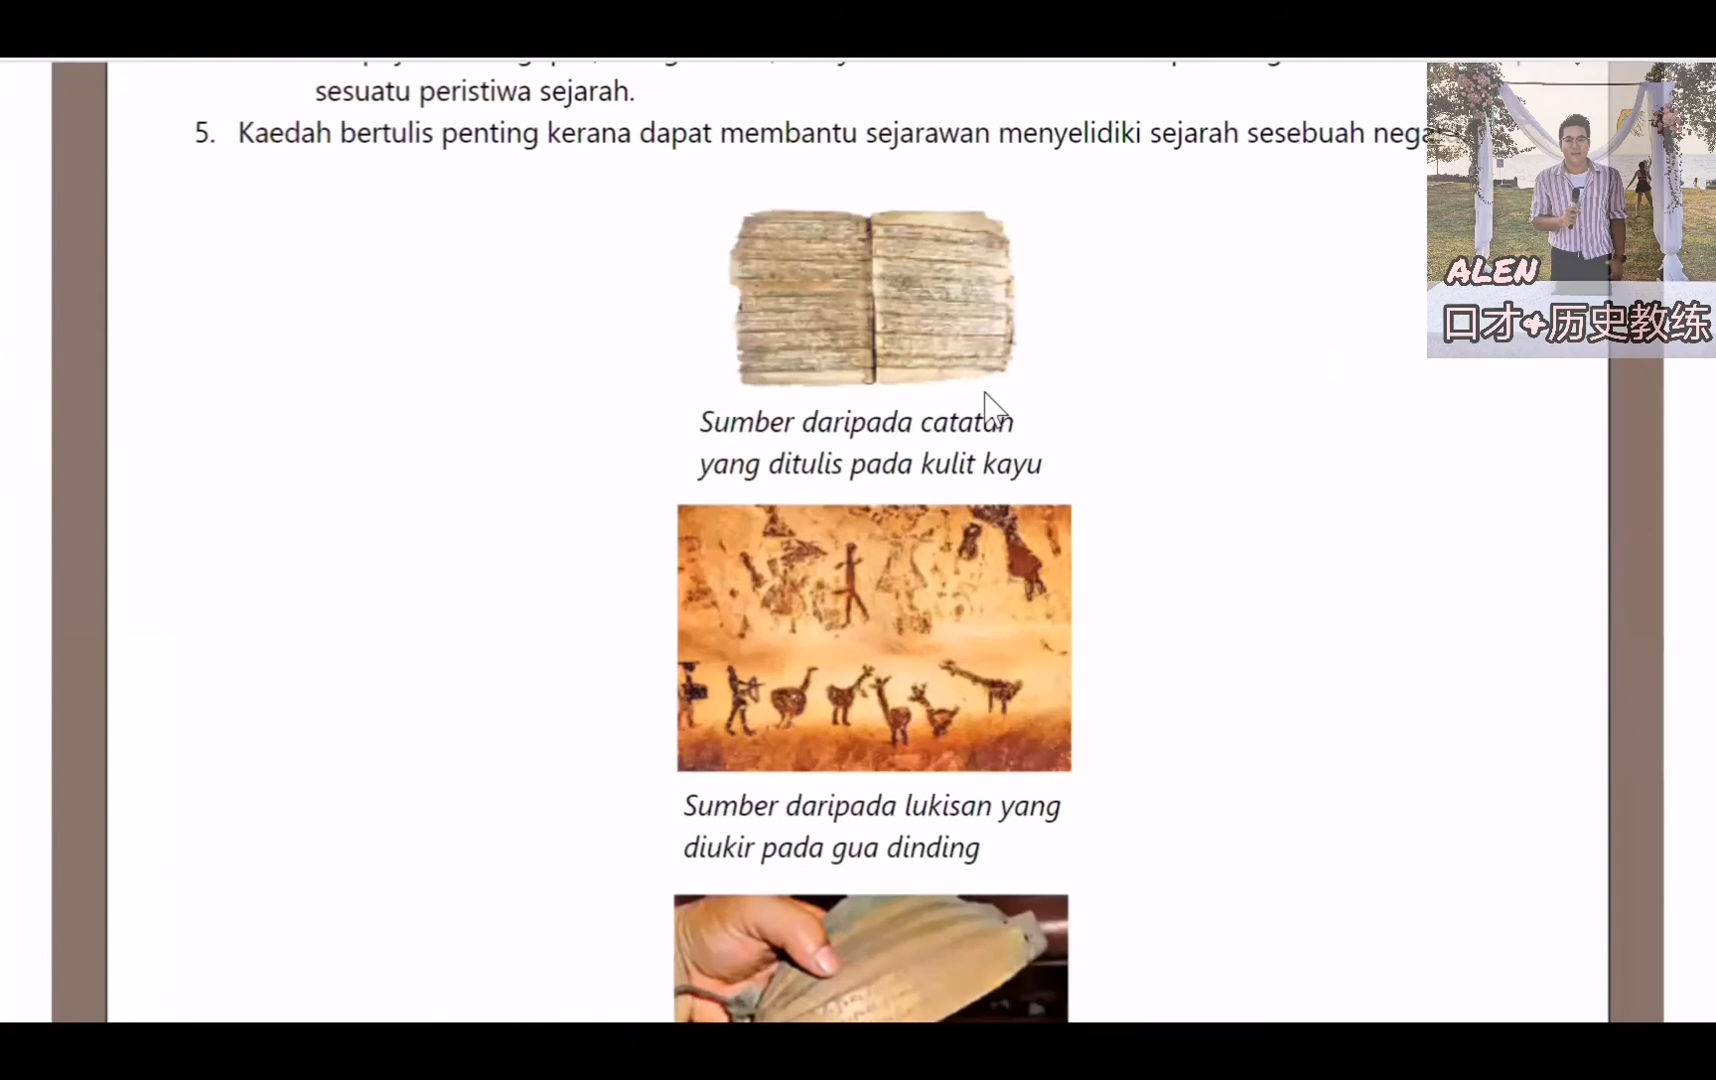 sesuatu peristiwa sejarah.
5. Kaedah bertulis penting kerana dapat membantu sejarawan menyelidiki sejarah sesebuah
Sumber daripada catatan
yang ditulis pada kulit kayu
Sumber daripada lukisan yang
diukir pada gua dinding
ALEN
口才&历史教练